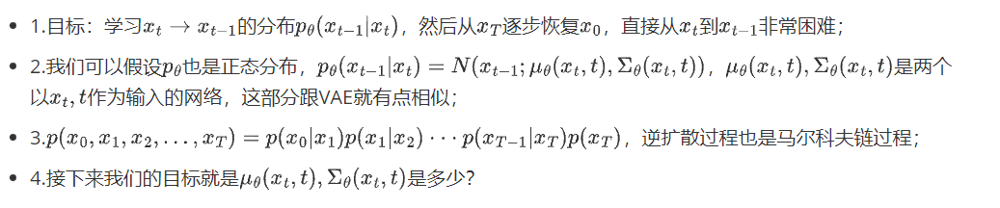 • 1.目标：学习$x_t \to x_{t-1}$的分布$p_\theta(x_{t-1}|x_t)$，然后从$x_T$逐步恢复$x_0$，直接从$x_t$到$x_{t-1}$非常困难；
• 2.我们可以假设$p_\theta$也是正态分布，$p_\theta(x_{t-1}|x_t) = N(x_{t-1}; \mu_\theta(x_t, t), \Sigma_\theta(x_t, t))$，$\mu_\theta(x_t, t), \Sigma_\theta(x_t, t)$是两个
以$x_t, t$作为输入的网络，这部分跟VAE就有点相似；
• 3.$p(x_0, x_1, x_2, \ldots, x_T) = p(x_0|x_1)p(x_1|x_2) \cdots p(x_{T-1}|x_T)p(x_T)$，逆扩散过程也是马尔科夫链过程；
• 4.接下来我们的目标就是$\mu_\theta(x_t, t), \Sigma_\theta(x_t, t)$是多少？